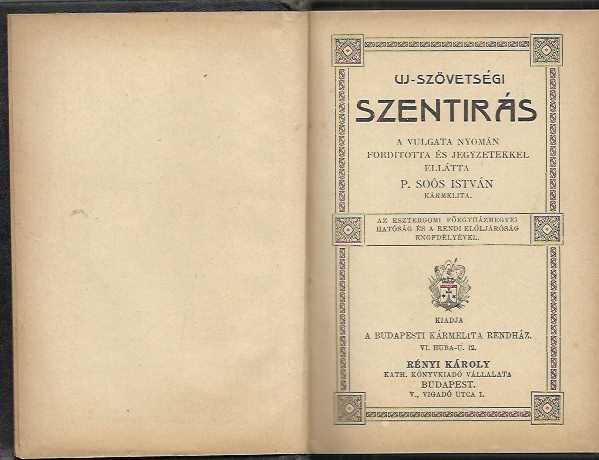 UJ-SZÖVETSÉGI
SZENTIRÁS
A VULGATA NYOMÁN
FORDITOTTA ÉS JEGYZETEKKEL
ELLÁTTA
P. SOÓS ISTVÁN
KÁRMELITA.
AZ ESZTERGOMI FŐEGYHÁZMEGYEI
HATÓSÁG ÉS A RENDI ELÖLJÁRÓSÁG
ENGEDÉLYÉVEL.
KIADJA
A BUDAPESTI KÁRMELITA RENDHÁZ.
VI. HUBA-U. 12.
RÉNYI KÁROLY
KATH. KÖNYVKIADÓ VÁLLALATA
BUDAPEST.
V., VIGADÓ UTCA 1.